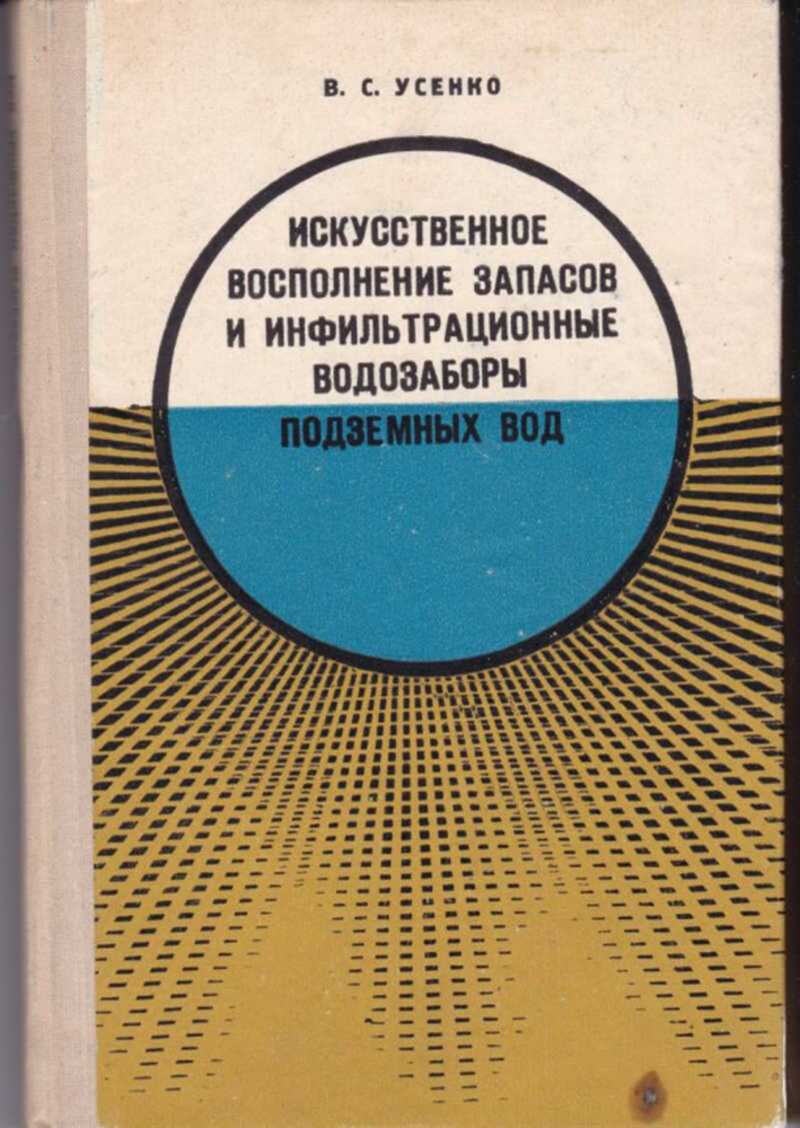 В. С. УСЕНКО
ИСКУССТВЕННОЕ
ВОСПОЛНЕНИЕ ЗАПАСОВ
И ИНФИЛЬТРАЦИОННЫЕ
ВОДОЗАБОРЫ
ПОДЗЕМНЫХ ВОД